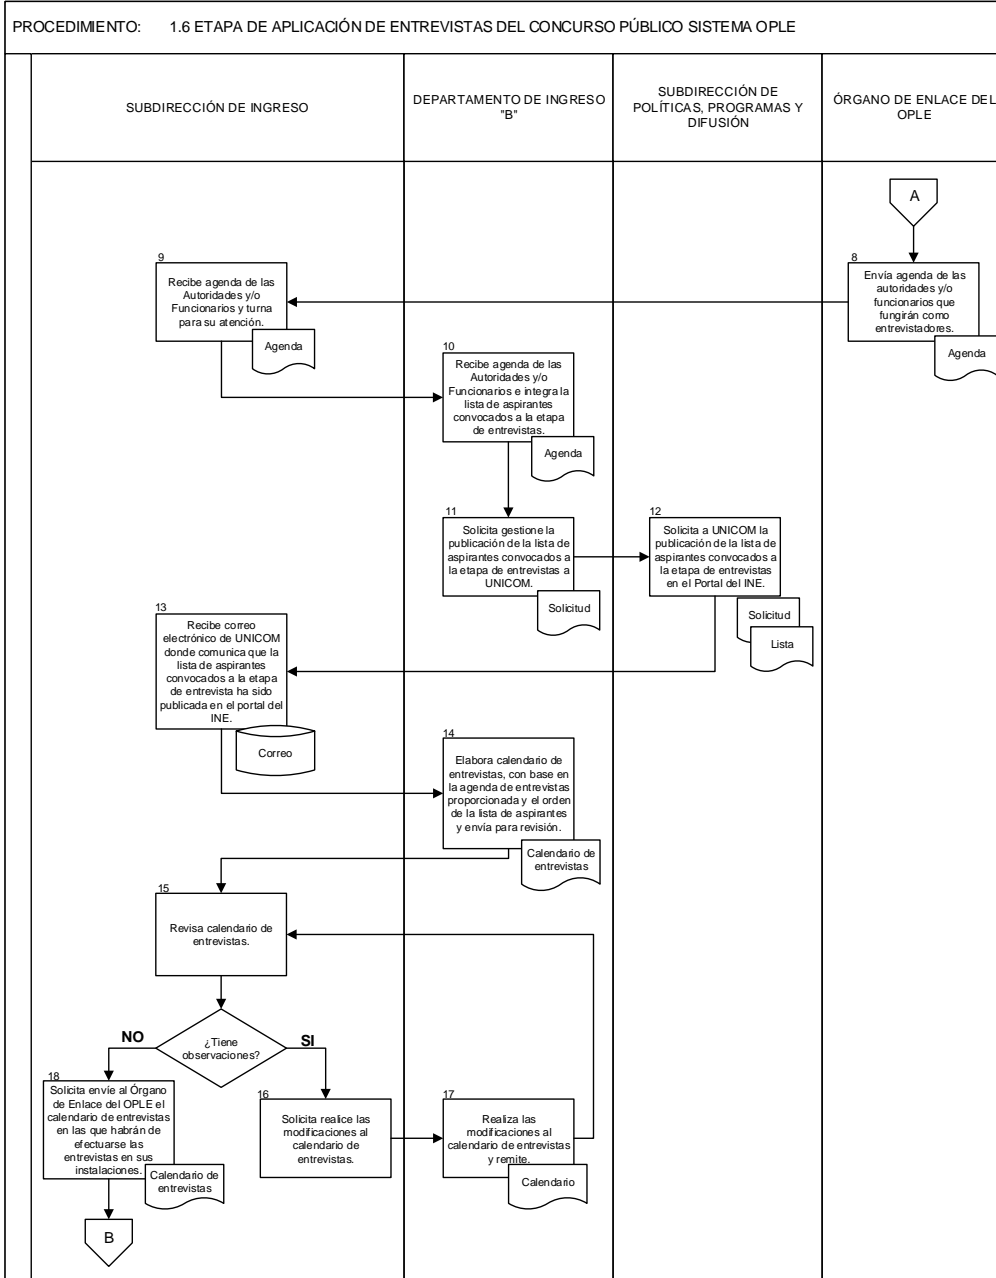 PROCEDIMIENTO: 1.6 ETAPA DE APLICACIÓN DE ENTREVISTAS DEL CONCURSO PÚBLICO SISTEMA OPLE
SUBDIRECCIÓN DE INGRESO
DEPARTAMENTO DE INGRESO
"B"
SUBDIRECCIÓN DE
POLÍTICAS, PROGRAMAS Y
DIFUSIÓN
ÓRGANO DE ENLACE DEL
OPLE
A
8
Envía agenda de las
autoridades y/o
funcionarios que
fungirán como
entrevistadores.
Agenda
9
Recibe agenda de las
Autoridades y/o
Funcionarios y turna
para su atención.
Agenda
10
Recibe agenda de las
Autoridades y/o
Funcionarios e integra la
lista de aspirantes
convocados a la etapa
de entrevistas.
Agenda
11
Solicita gestione la
publicación de la lista de
aspirantes convocados a
la etapa de entrevistas a
UNICOM.
Solicitud
12
Solicita a UNICOM la
publicación de la lista de
aspirantes convocados a
la etapa de entrevistas
en el Portal del INE.
Solicitud
Lista
13
Recibe correo
electrónico de UNICOM
donde comunica que la
lista de aspirantes
convocados a la etapa
de entrevista ha sido
publicada en el portal del
INE.
Correo
14
Elabora calendario de
entrevistas, con base en
la agenda de entrevistas
proporcionada y el orden
de la lista de aspirantes
y envía para revisión.
Calendario de
entrevistas
15
Revisa calendario de
entrevistas.
¿Tiene
observaciones?
NO
SI
16
Solicita realice las
modificaciones al
calendario de
entrevistas.
17
Realiza las
modificaciones al
calendario de entrevistas
y remite.
Calendario
18
Solicita envíe al Órgano
de Enlace del OPLE el
calendario de entrevistas
en las que habrán de
efectuarse las
entrevistas en sus
instalaciones.
Calendario de
entrevistas
B